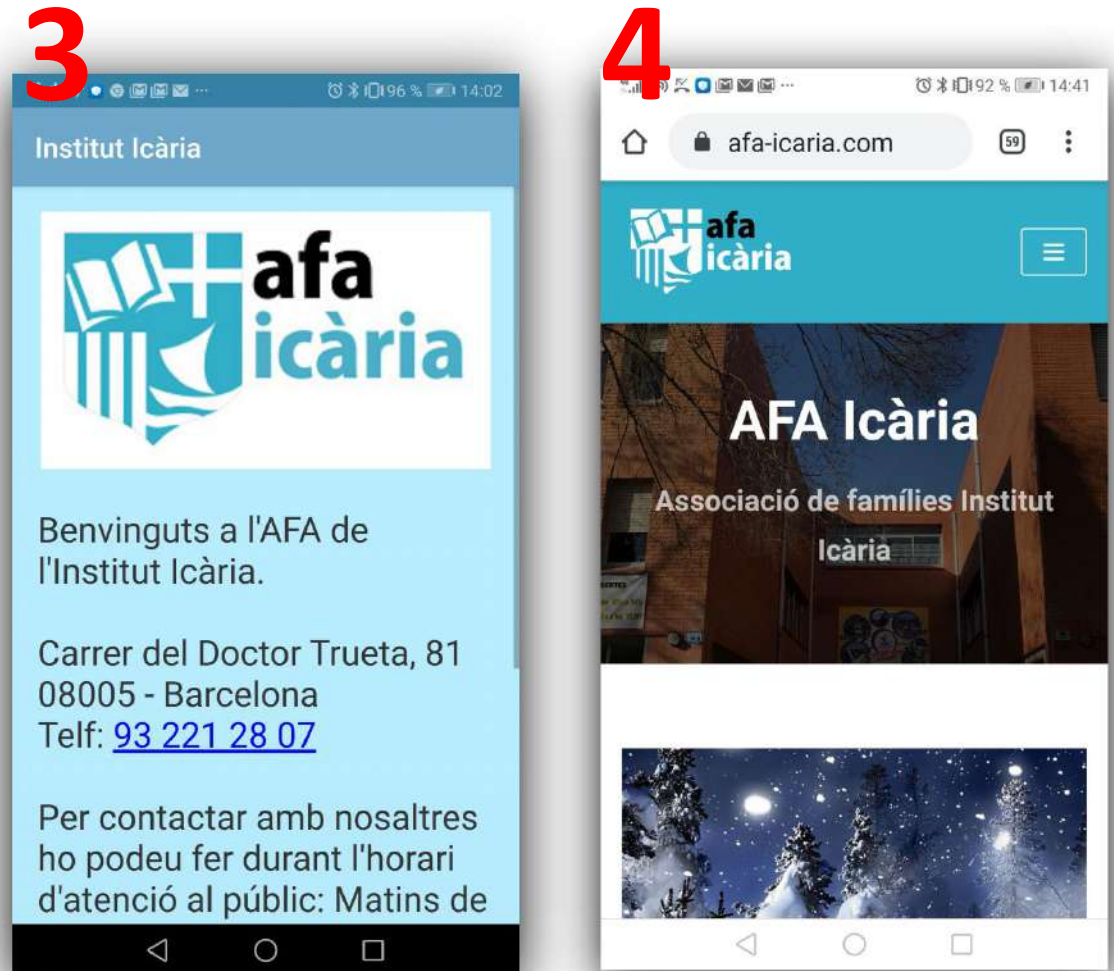 3
96 % 14:02
Institut Icària
afa
icària
Benvinguts a l'AFA de
l'Institut Icària.
Carrer del Doctor Trueta, 81
08005 - Barcelona
Telf: 93 221 28 07
Per contactar amb nosaltres
ho podeu fer durant l'horari
d'atenció al públic: Matins de
4
92 % 14:41
afa-icaria.com 59
afa
icària
AFA Icària
Associació de famílies Institut
Icària